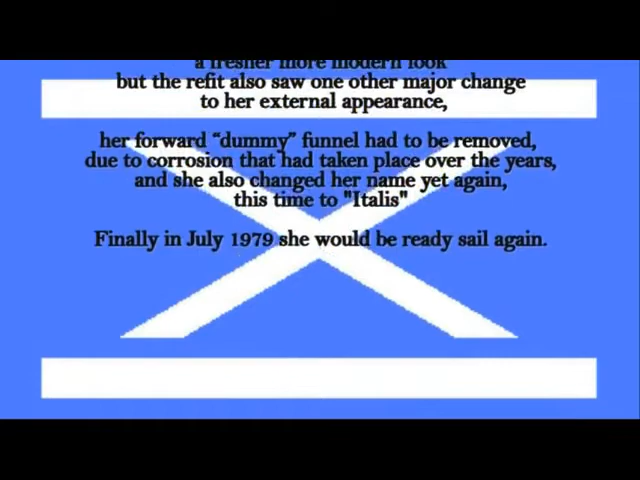 a fresher more modern look
but the refit also saw one other major change
to her external appearance,
her forward “dummy” funnel had to be removed,
due to corrosion that had taken place over the years,
and she also changed her name yet again,
this time to "Italis"
Finally in July 1979 she would be ready sail again.